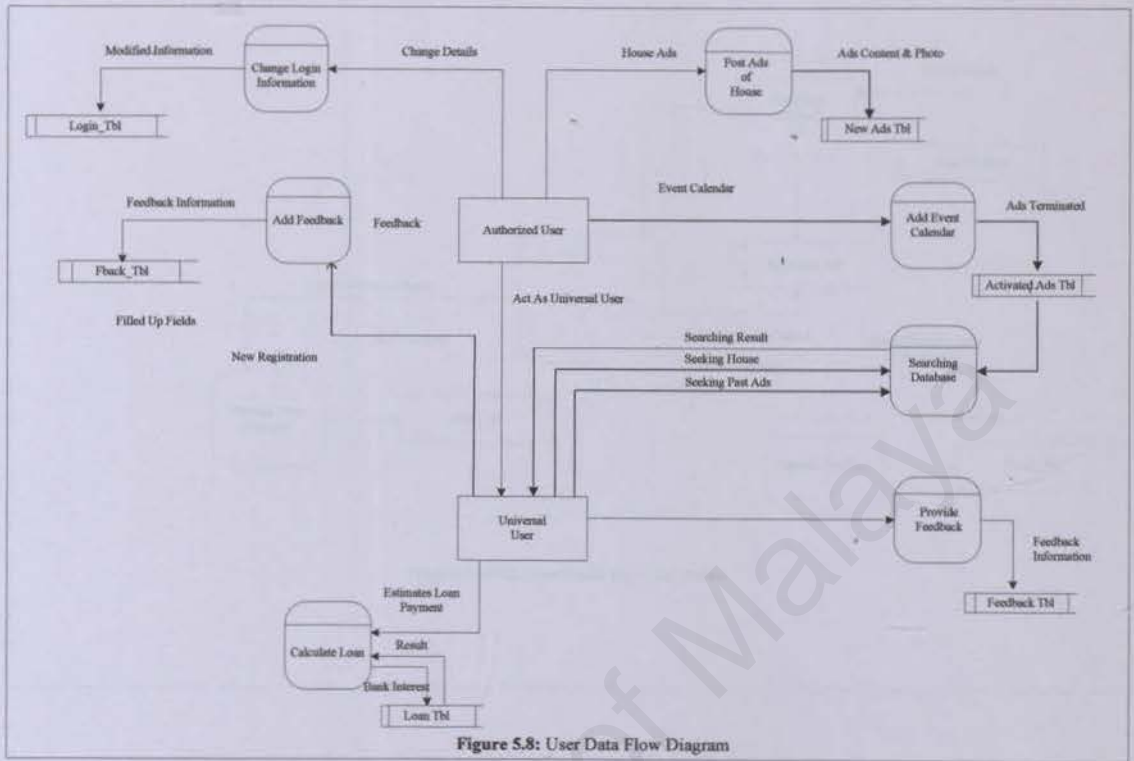 Modified Information
Change Details
House Ads
Ads Content & Photo
Change Login
Information
Post Ads
of
House
Login_Tbl
New Ads Tbl
Event Calendar
Feedback Information
Add Feedback
Feedback
Authorized User
Add Event
Calendar
Ads Terminated
Fback_Tbl
Activated Ads Tbl
Act As Universal User
Filled Up Fields
New Registration
Searching Result
Seeking House
Seeking Past Ads
Searching
Database
Universal
User
Provide
Feedback
Feedback
Information
Estimates Loan
Payment
Feedback Tbl
Calculate Loan
Result
Bank Interest
Loan Tbl
Figure 5.8: User Data Flow Diagram
of Malaya